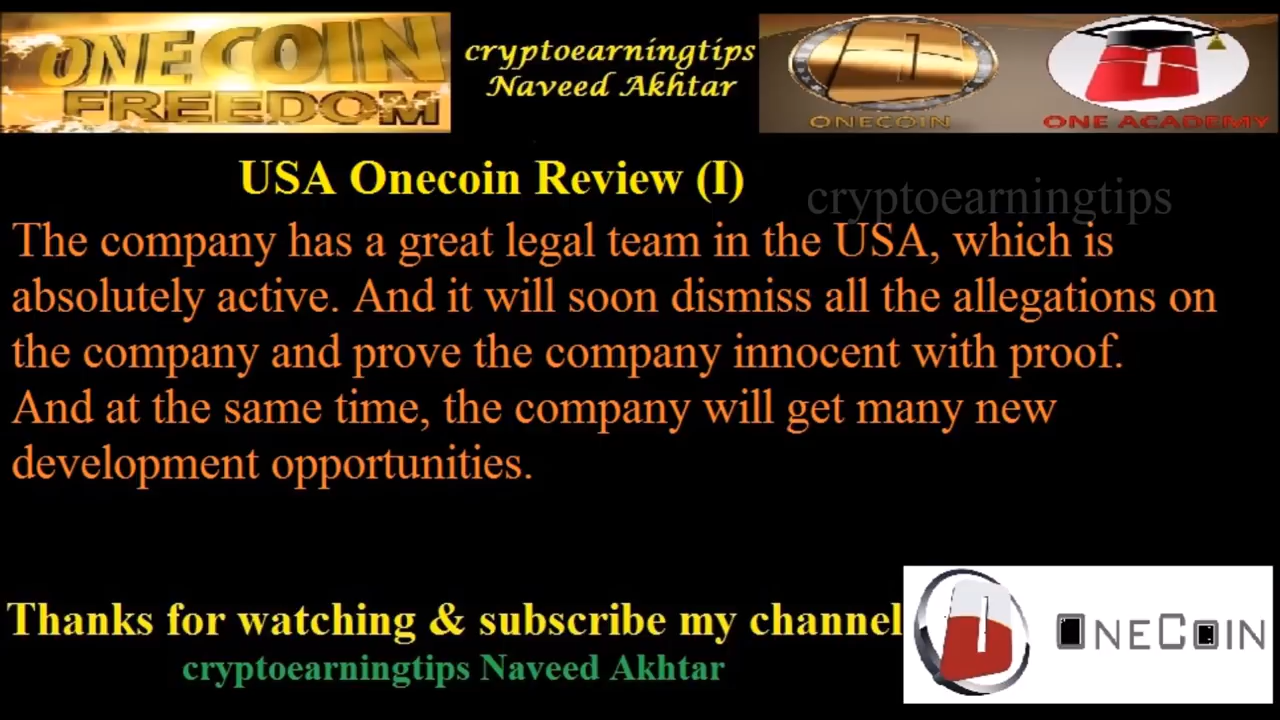 ONE COIN
FREEDOM
cryptoearningtips
Naveed Akhtar
ONECOIN
ONE ACADEMY
USA Onecoin Review (I)
cryptoearningtips
The company has a great legal team in the USA, which is
absolutely active. And it will soon dismiss all the allegations on
the company and prove the company innocent with proof.
And at the same time, the company will get many new
development opportunities.
Thanks for watching & subscribe my channel
cryptoearningtips Naveed Akhtar
ONECOIN